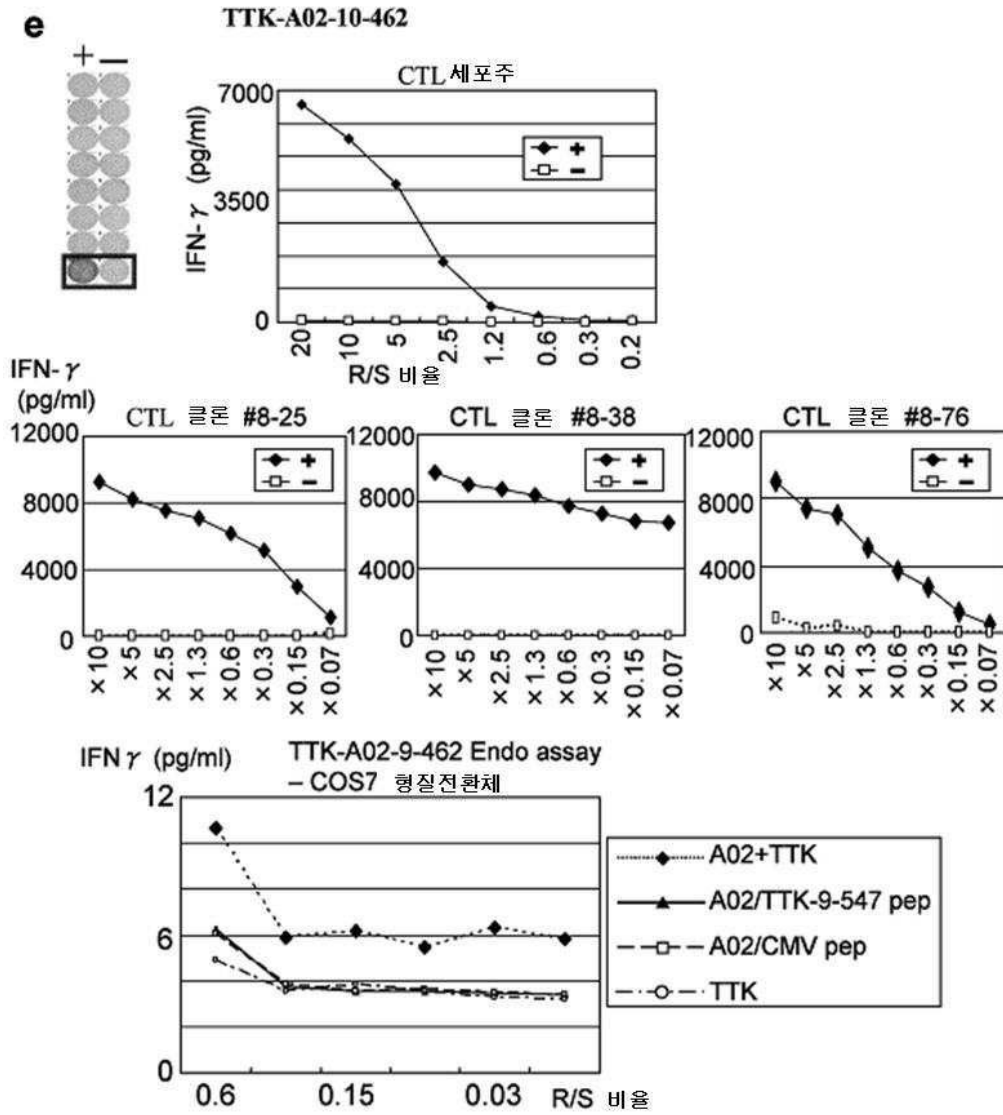 e
TTK-A02-10-462
+ −
CTL 세포주
IFN-γ (pg/ml)
7000
3500
0
+
−
20 10 5 2.5 1.2 0.6 0.3 0.2
R/S 비율
IFN-γ
(pg/ml)
CTL 클론 #8-25
12000
8000
4000
0
+
−
×10 ×5 ×2.5 ×1.3 ×0.6 ×0.3 ×0.15 ×0.07
CTL 클론 #8-38
12000
8000
4000
0
+
−
×10 ×5 ×2.5 ×1.3 ×0.6 ×0.3 ×0.15 ×0.07
CTL 클론 #8-76
12000
8000
4000
0
+
−
×10 ×5 ×2.5 ×1.3 ×0.6 ×0.3 ×0.15 ×0.07
IFN γ (pg/ml)
TTK-A02-9-462 Endo assay
– COS7 형질전환체
12
6
0
0.6 0.15 0.03
R/S 비율
A02+TTK
A02/TTK-9-547 pep
A02/CMV pep
TTK